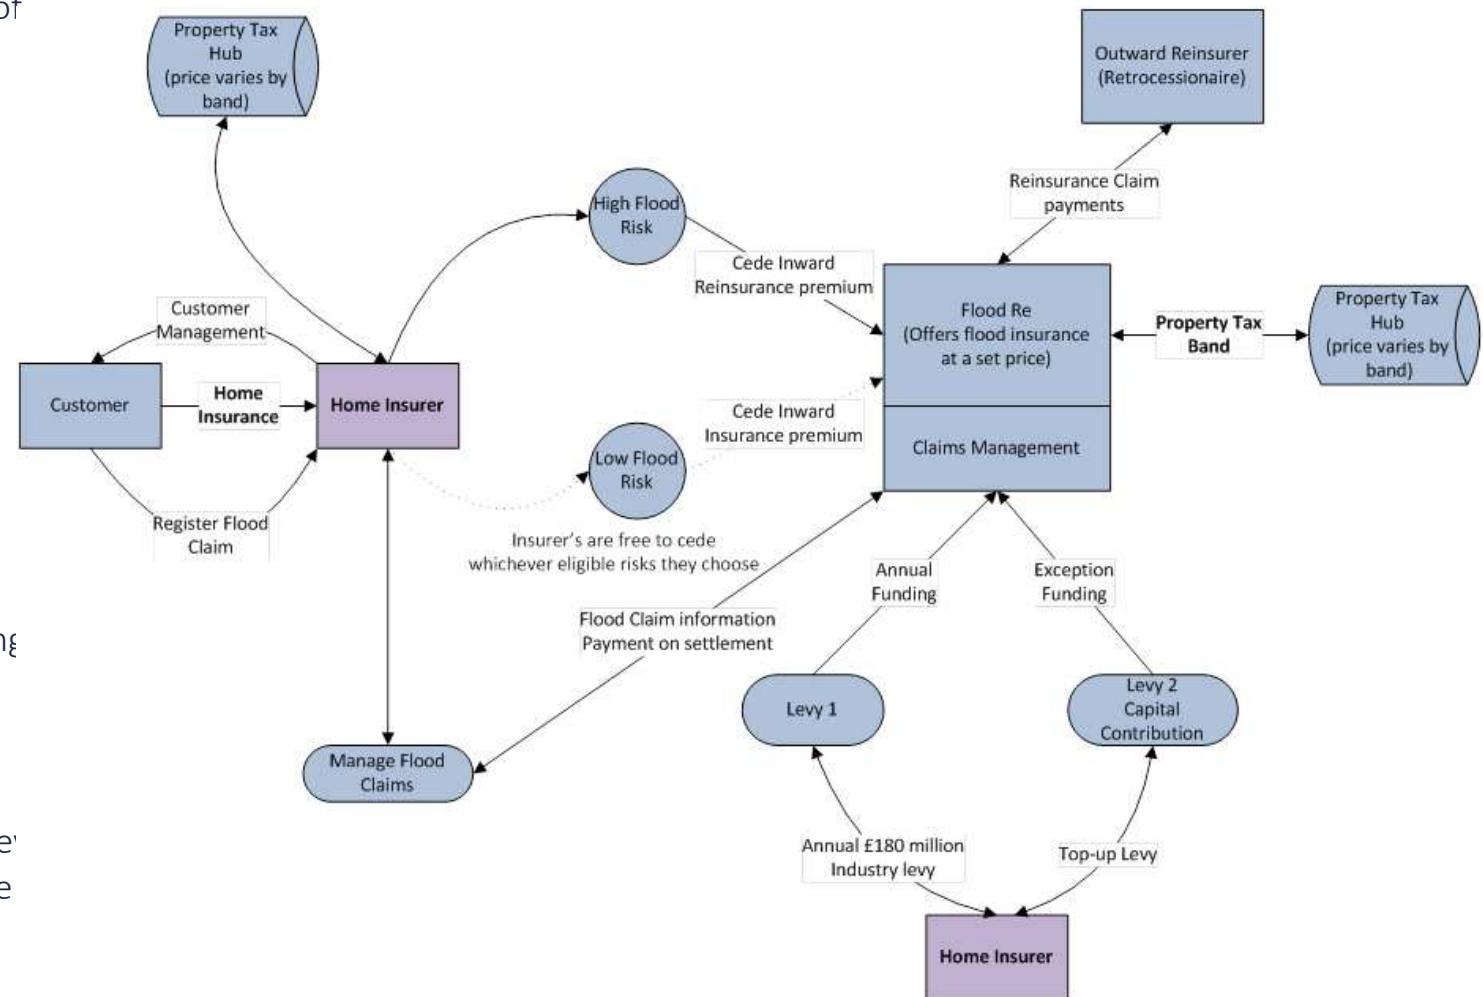 of
Property Tax
Hub
(price varies by
band)
Outward Reinsurer
(Retrocessionaire)
Reinsurance Claim
payments
High Flood
Risk
Cede Inward
Reinsurance premium
Flood Re
(Offers flood insurance
at a set price)
Property Tax
Band
Property Tax
Hub
(price varies by
band)
Customer
Management
Customer
Home
Insurance
Home Insurer
Cede Inward
Insurance premium
Claims Management
Low Flood
Risk
Register Flood
Claim
Insurer's are free to cede
whichever eligible risks they choose
Annual
Funding
Exception
Funding
Flood Claim information
Payment on settlement
Levy 1
Levy 2
Capital
Contribution
Manage Flood
Claims
Annual £180 million
Industry levy
Top-up Levy
e
Home Insurer